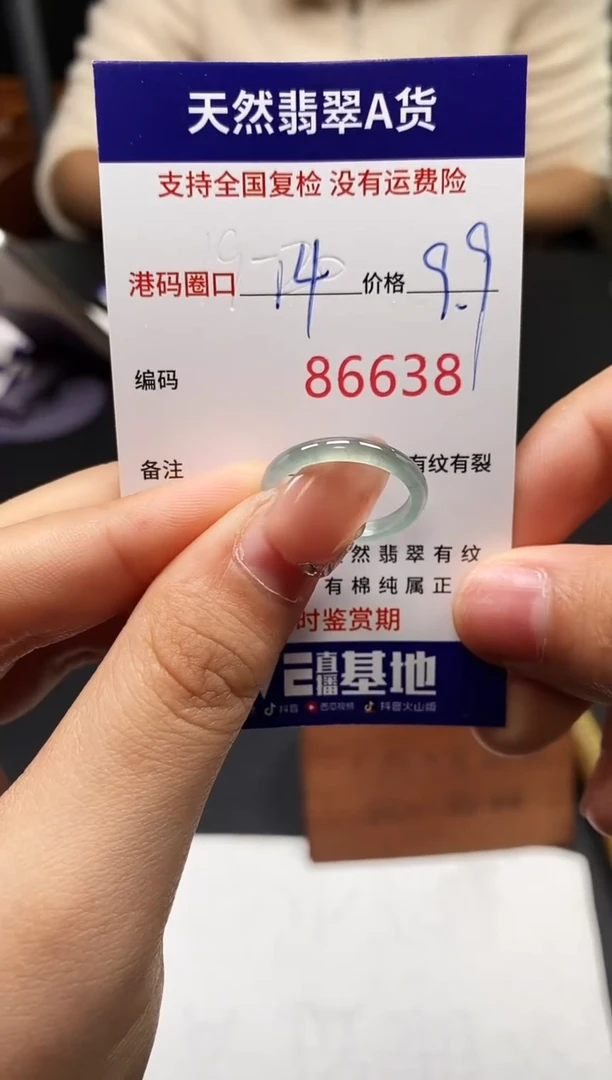 天然翡翠A货
支持全国复检 没有运费险
港码圈口 14 价格 9.9
编码 86638
备注 有纹有裂
然翡翠有纹
有棉纯属正
时鉴赏期
直播基地
抖音 西瓜视频 抖音火山版